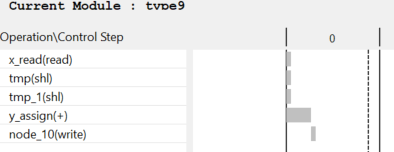 Current Module : type9
Operation\Control Step
0
x_read(read)
tmp(shl)
tmp_1(shl)
y_assign(+)
node_10(write)